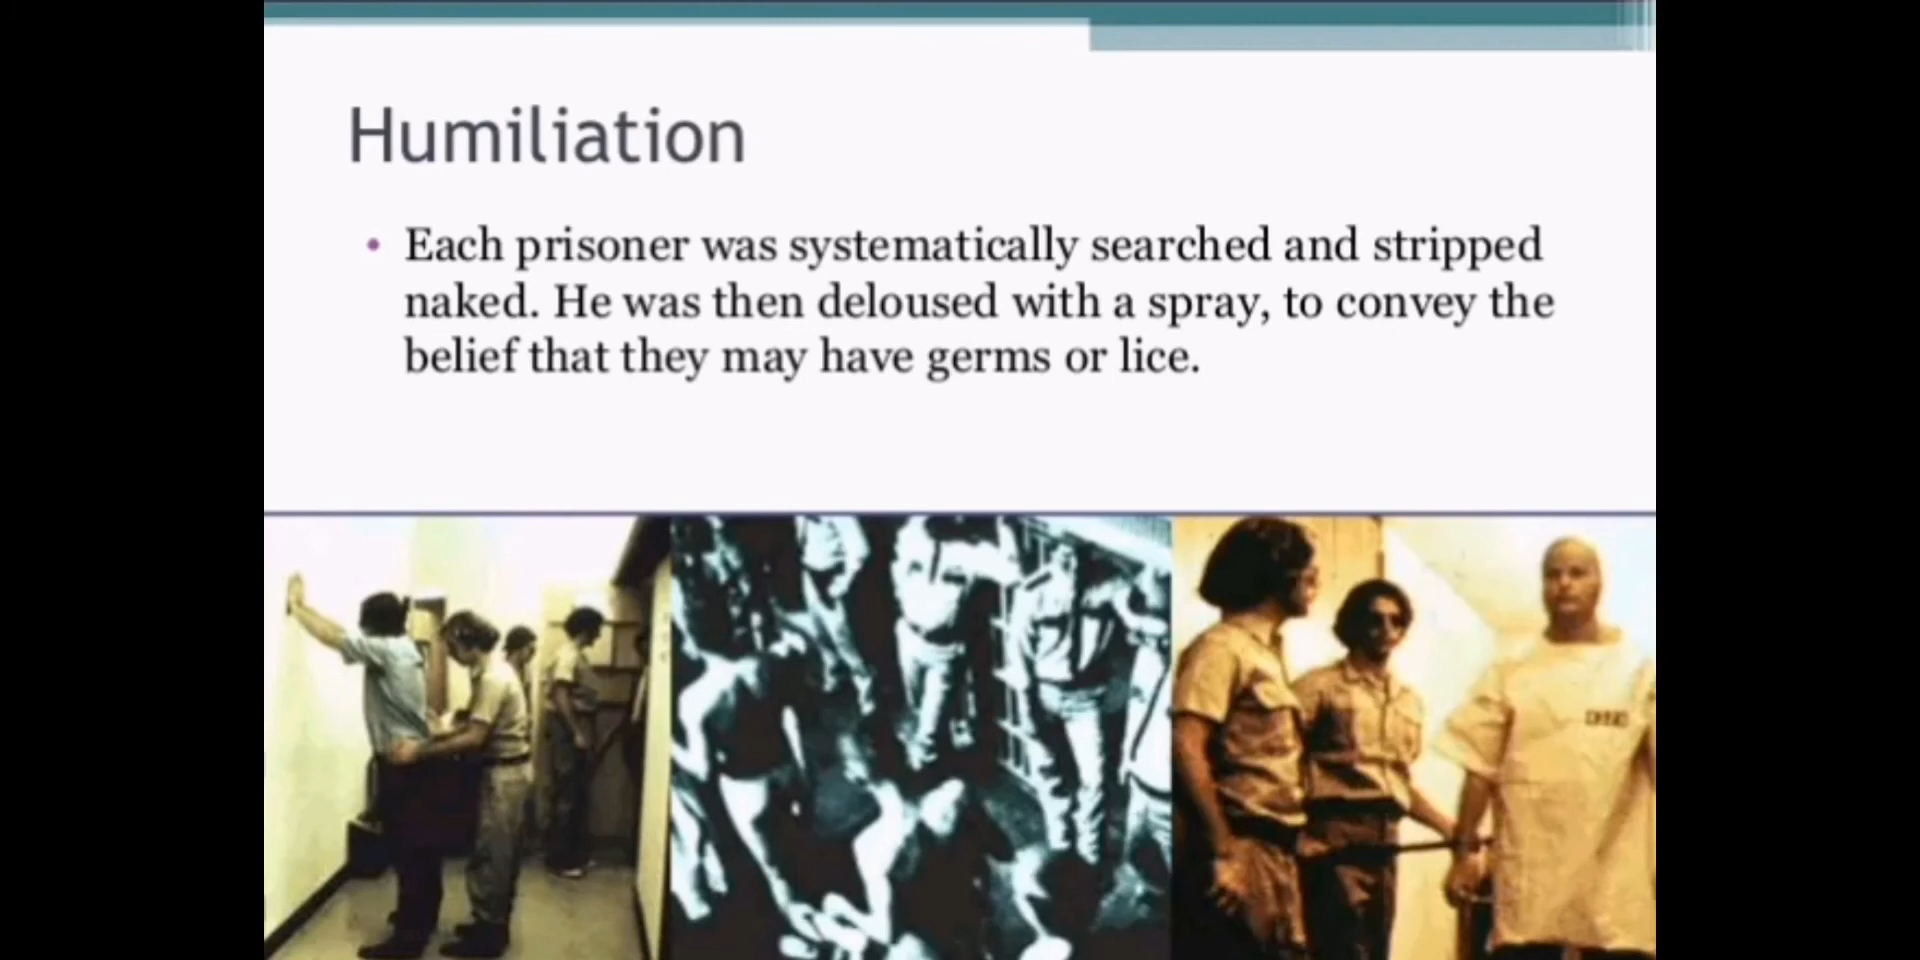 Humiliation
• Each prisoner was systematically searched and stripped
naked. He was then deloused with a spray, to convey the
belief that they may have germs or lice.